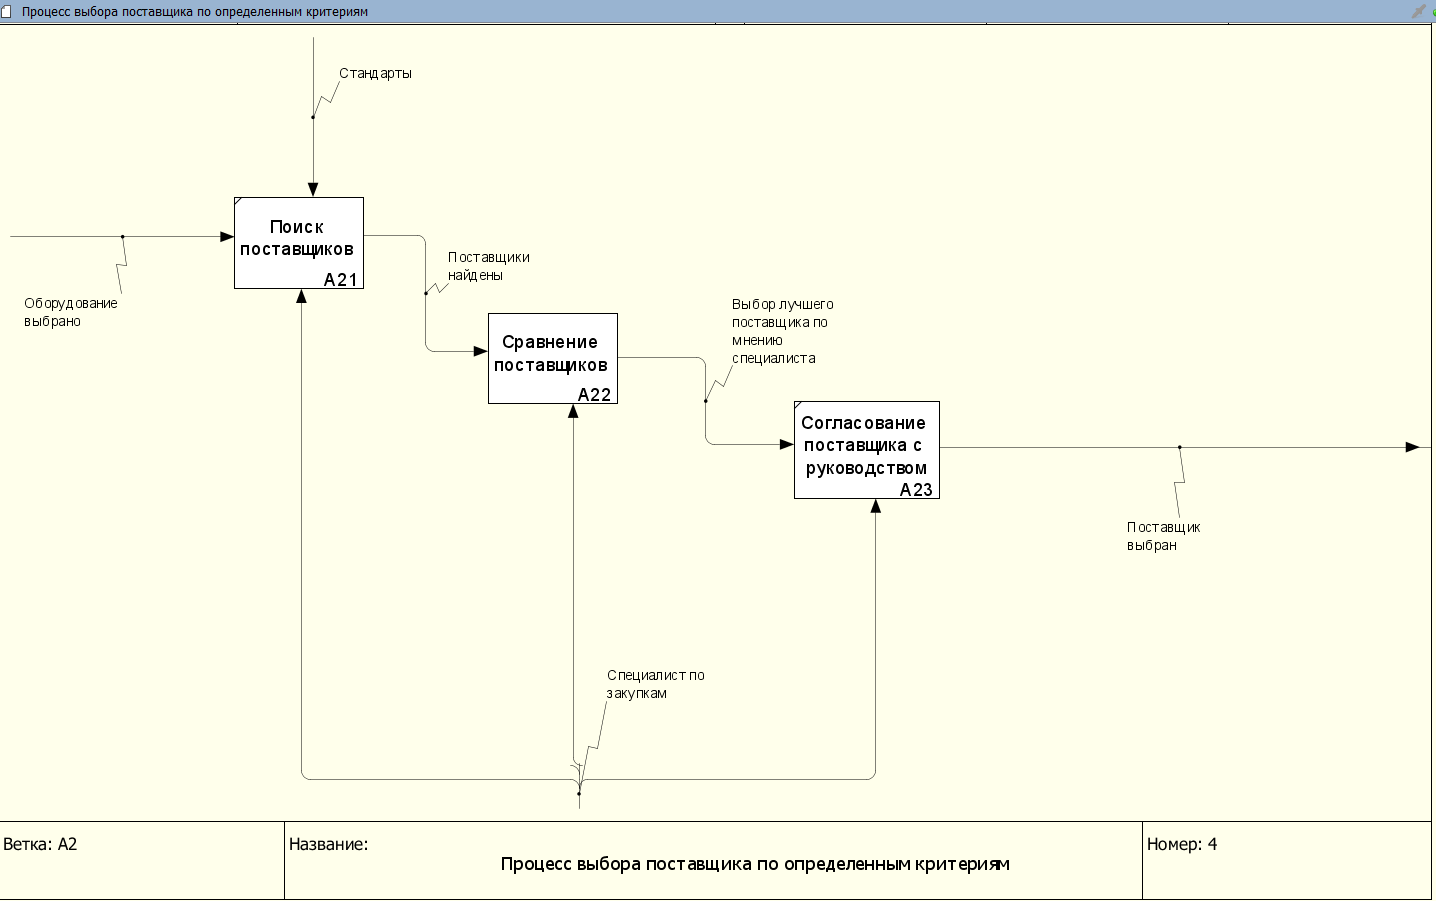 Процесс выбора поставщика по определенным критериям
Стандарты
Поиск
поставщиков
A21
Оборудование
выбрано
Поставщики
найдены
Сравнение
поставщиков
A22
Выбор лучшего
поставщика по
мнению
специалиста
Согласование
поставщика с
руководством
A23
Поставщик
выбран
Специалист по
закупкам
Ветка: A2
Название:
Процесс выбора поставщика по определенным критериям
Номер: 4